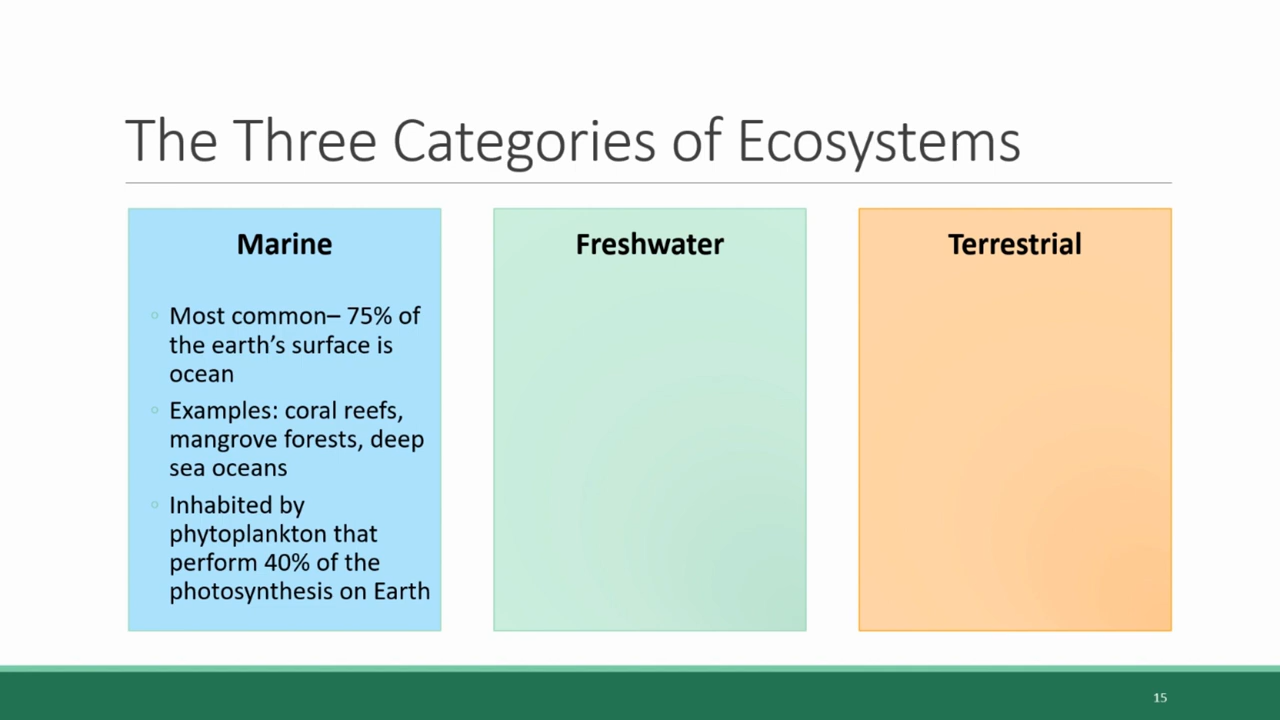 The Three Categories of Ecosystems
Marine
◦ Most common– 75% of
the earth’s surface is
ocean
◦ Examples: coral reefs,
mangrove forests, deep
sea oceans
◦ Inhabited by
phytoplankton that
perform 40% of the
photosynthesis on Earth
Freshwater
Terrestrial
15